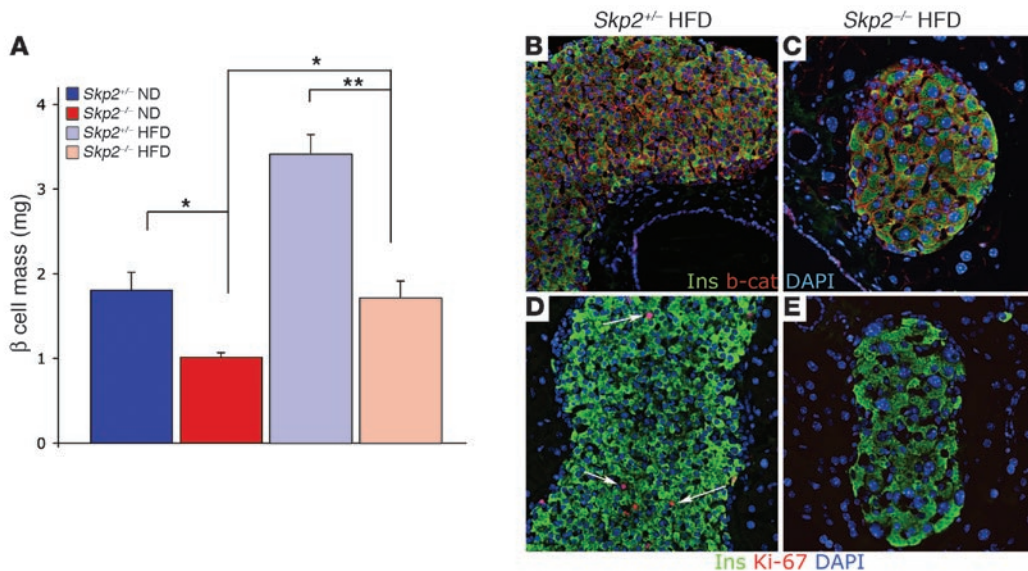 A
β cell mass (mg)
4
3
2
1
0
Skp2+/– ND
Skp2–/– ND
Skp2+/– HFD
Skp2–/– HFD
*
*
**
Skp2+/– HFD
Skp2–/– HFD
B
C
Ins b-cat DAPI
D
E
Ins Ki-67 DAPI